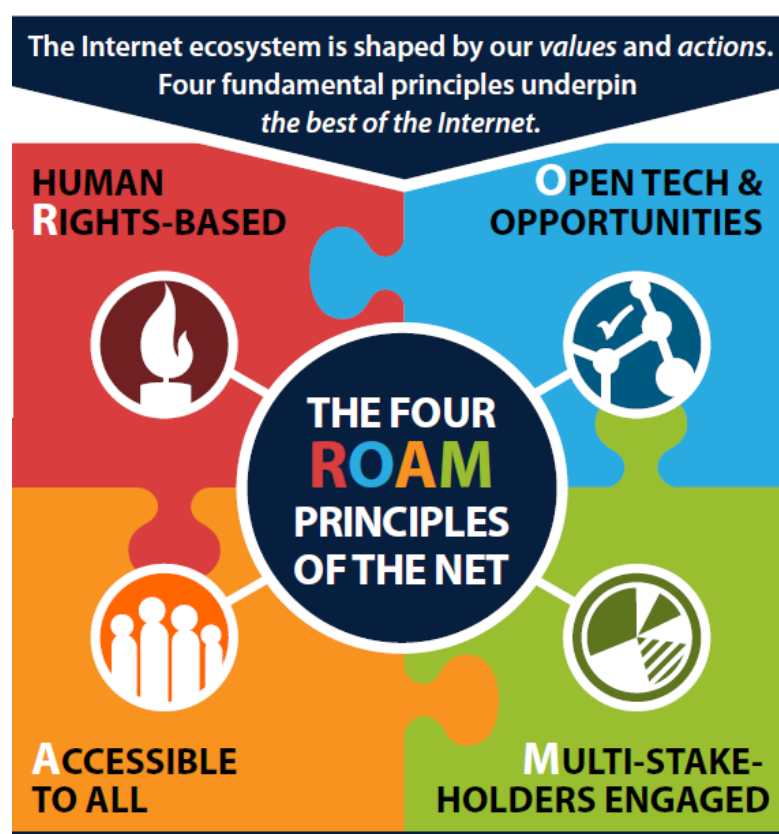 The Internet ecosystem is shaped by our values and actions.
Four fundamental principles underpin
the best of the Internet.
HUMAN
RIGHTS-BASED
OPEN TECH &
OPPORTUNITIES
THE FOUR
ROAM
PRINCIPLES
OF THE NET
ACCESSIBLE
TO ALL
MULTI-STAKE-
HOLDERS ENGAGED